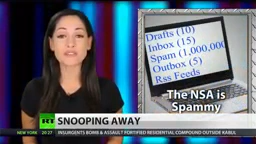 Drafts (10)
Inbox (15)
Spam (1,000,000
Outbox (5)
Rss Feeds
The NSA is
Spammy
RT SNOOPING AWAY
NEWS 20:27 INSURGENTS BOMB & ASSAULT FORTIFIED RESIDENTIAL COMPOUND OUTSIDE KABUL